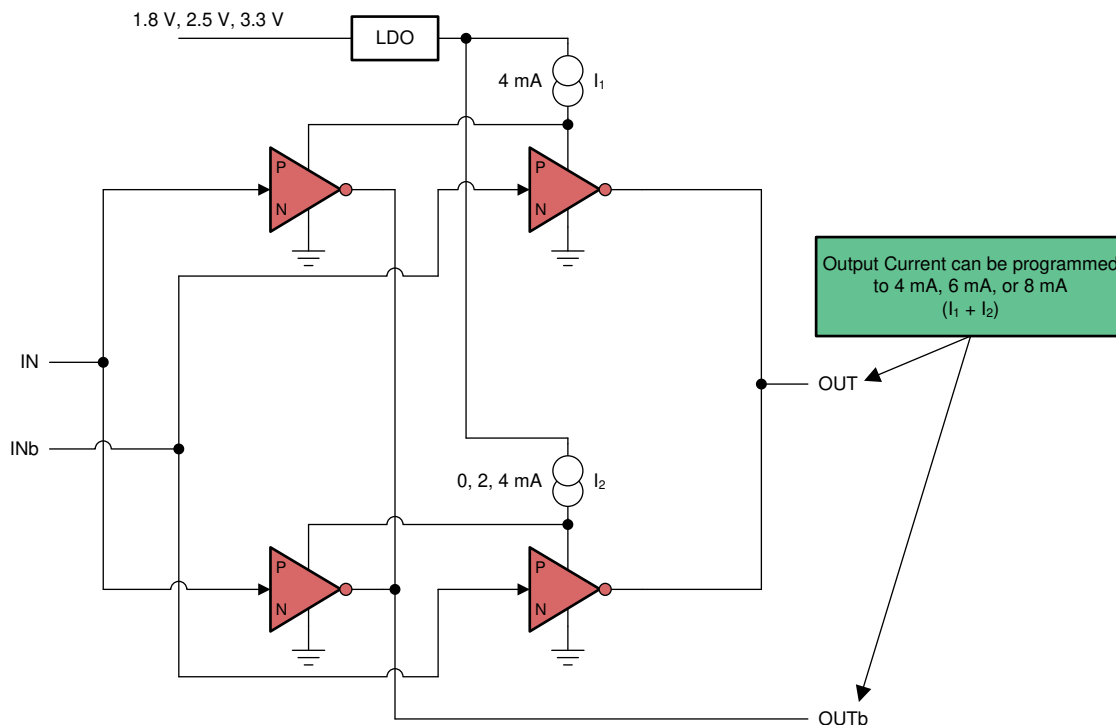 1.8 V, 2.5 V, 3.3 V
LDO
4 mA
I₁
P
N
P
N
Output Current can be programmed
to 4 mA, 6 mA, or 8 mA
(I₁ + I₂)
IN
OUT
INb
0, 2, 4 mA
I₂
P
N
P
N
OUTb